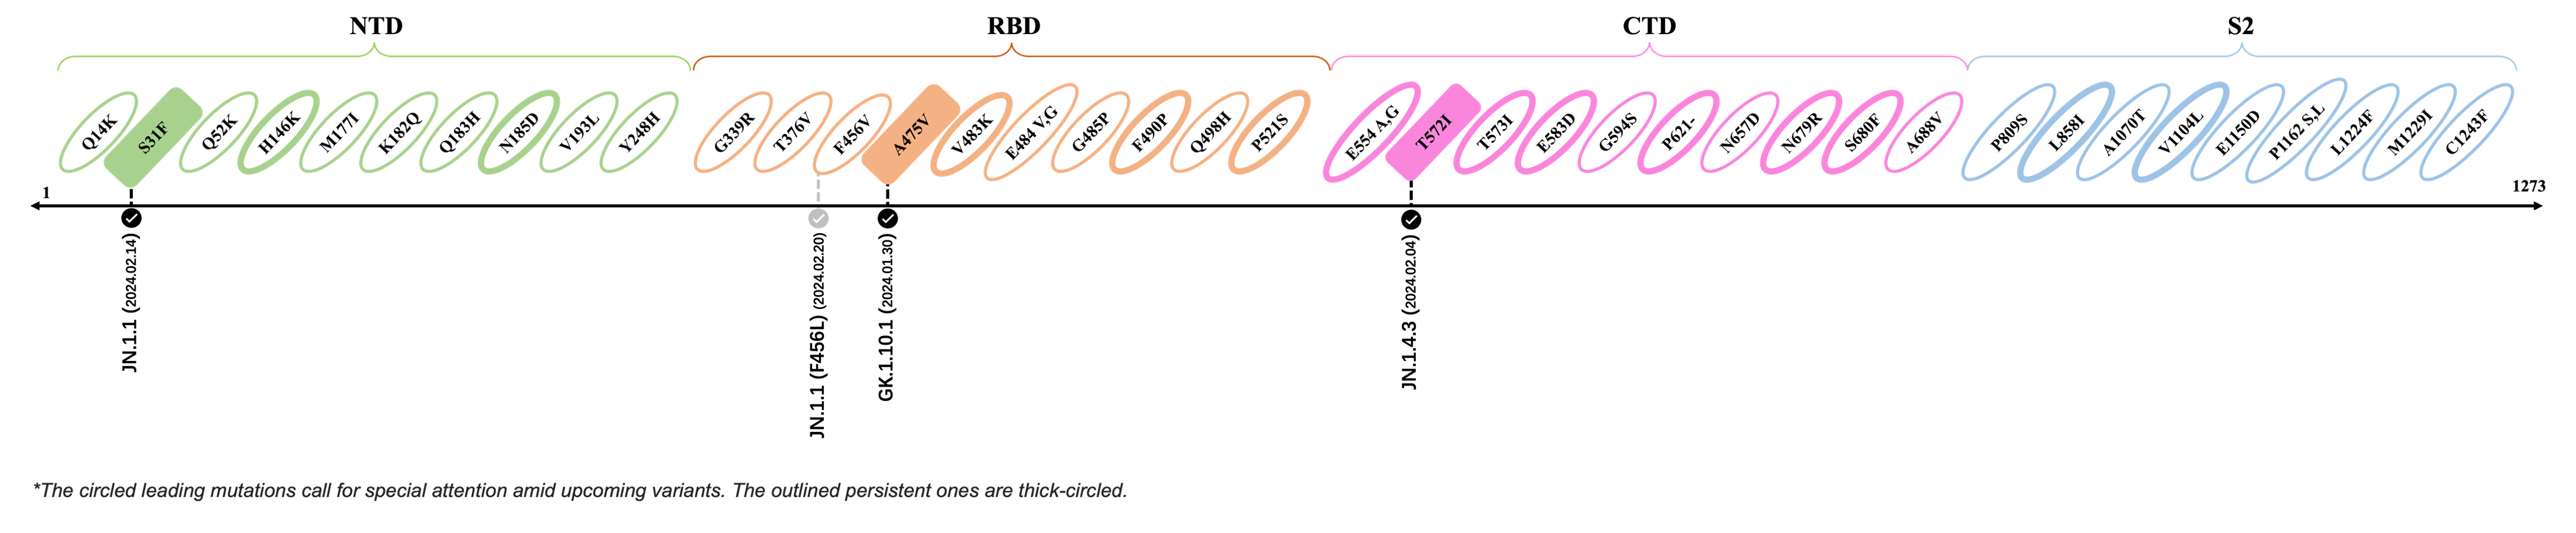 NTD RBD CTD S2
Q14K S31F Q52K H146K M177I K182Q Q183H N185D V193L Y248H G339R T376V F456V A475V V483K E484 V,G G485P F490P Q498H P521S E554 A,G T572I T573I E583D G594S P621- N657D N679R S680F A688V P809S L858I A1070T V1104L E1150D P1162 S,L L1224F M1229I C1243F
1 1273
JN.1.1 (2024.02.14)
JN.1.1 (F456L) (2024.02.20)
GK.1.10.1 (2024.01.30)
JN.1.4.3 (2024.02.04)
*The circled leading mutations call for special attention amid upcoming variants. The outlined persistent ones are thick-circled.